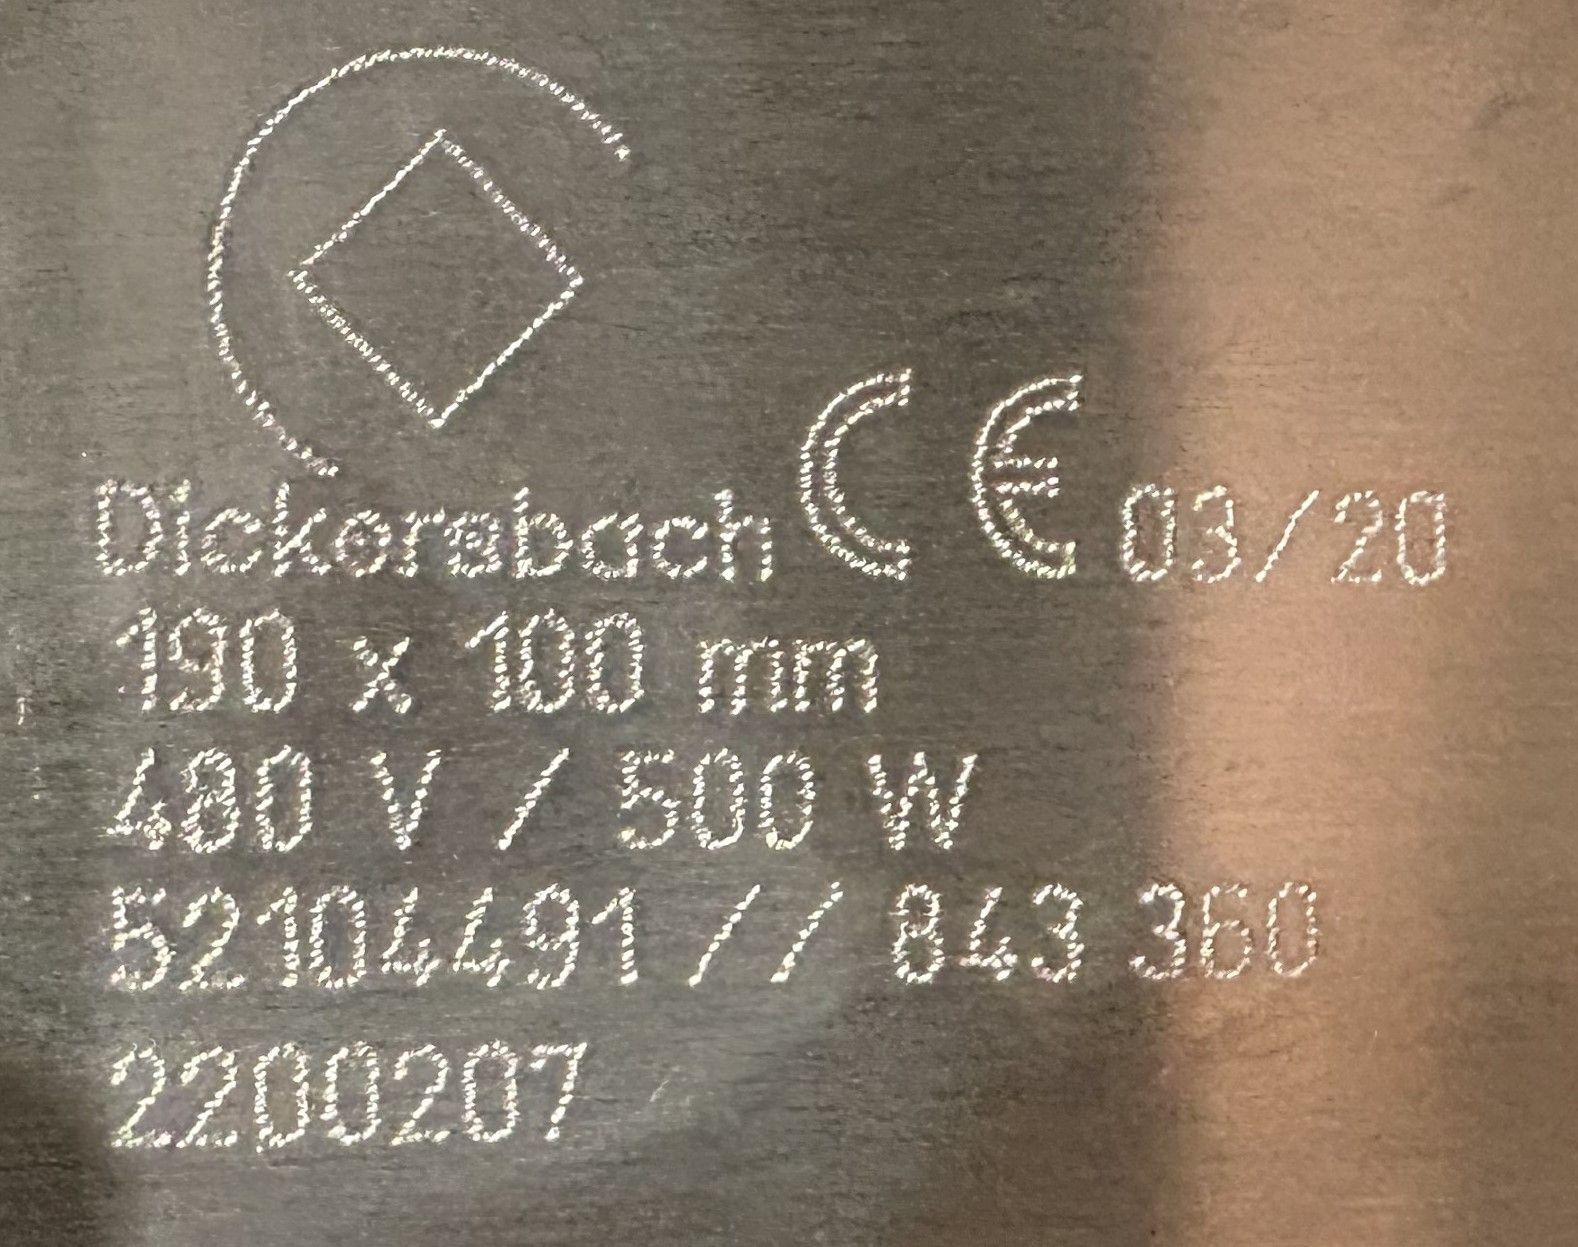 Dickersbach CE 03/20
190 x 100 mm
480 V / 500 W
52104491 // 843 360
2200207